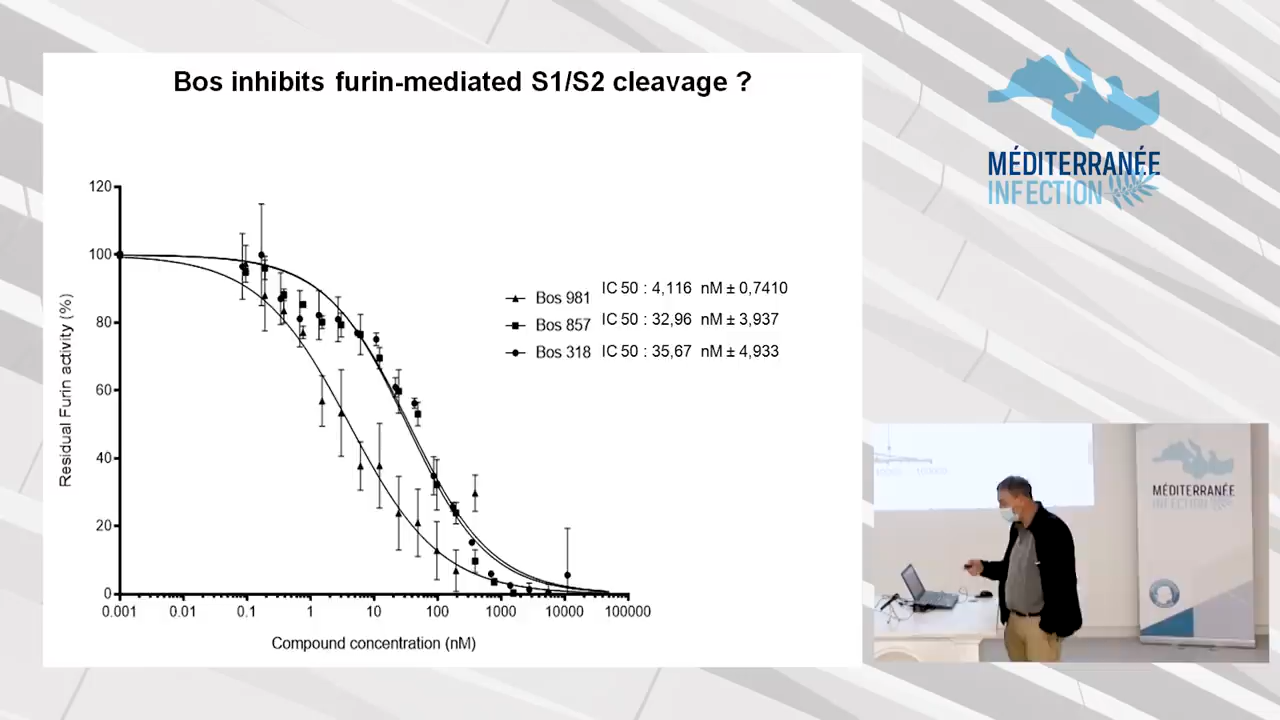 Bos inhibits furin-mediated S1/S2 cleavage ?
MÉDITERRANÉE
INFECTION
Residual Furin activity (%)
120
100
80
60
40
20
0
Bos 981 IC 50 : 4,116 nM ± 0,7410
Bos 857 IC 50 : 32,96 nM ± 3,937
Bos 318 IC 50 : 35,67 nM ± 4,933
0.001 0.01 0.1 1 10 100 1000 10000 100000
Compound concentration (nM)
MÉDITERRANÉE
INFECTION